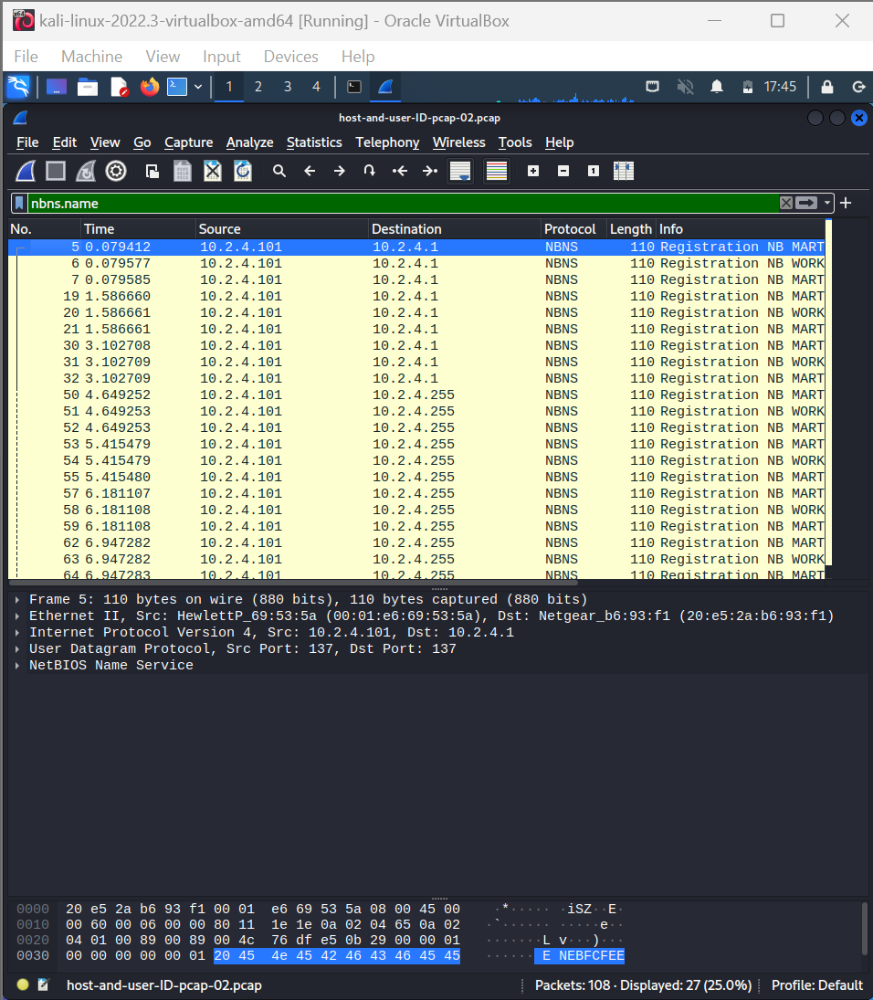 kali-linux-2022.3-virtualbox-amd64 [Running] - Oracle VirtualBox
File Machine View Input Devices Help
1 2 3 4 17:45
host-and-user-ID-pcap-02.pcap
File Edit View Go Capture Analyze Statistics Telephony Wireless Tools Help
nbns.name
No. Time Source Destination Protocol Length Info
5 0.079412 10.2.4.101 10.2.4.1 NBNS 110 Registration NB MART
6 0.079577 10.2.4.101 10.2.4.1 NBNS 110 Registration NB WORK
7 0.079585 10.2.4.101 10.2.4.1 NBNS 110 Registration NB MART
19 1.586660 10.2.4.101 10.2.4.1 NBNS 110 Registration NB MART
20 1.586661 10.2.4.101 10.2.4.1 NBNS 110 Registration NB WORK
21 1.586661 10.2.4.101 10.2.4.1 NBNS 110 Registration NB MART
30 3.102708 10.2.4.101 10.2.4.1 NBNS 110 Registration NB MART
31 3.102709 10.2.4.101 10.2.4.1 NBNS 110 Registration NB WORK
32 3.102709 10.2.4.101 10.2.4.1 NBNS 110 Registration NB MART
50 4.649252 10.2.4.101 10.2.4.255 NBNS 110 Registration NB MART
51 4.649253 10.2.4.101 10.2.4.255 NBNS 110 Registration NB WORK
52 4.649253 10.2.4.101 10.2.4.255 NBNS 110 Registration NB MART
53 5.415479 10.2.4.101 10.2.4.255 NBNS 110 Registration NB MART
54 5.415479 10.2.4.101 10.2.4.255 NBNS 110 Registration NB WORK
55 5.415480 10.2.4.101 10.2.4.255 NBNS 110 Registration NB MART
57 6.181107 10.2.4.101 10.2.4.255 NBNS 110 Registration NB MART
58 6.181108 10.2.4.101 10.2.4.255 NBNS 110 Registration NB WORK
59 6.181108 10.2.4.101 10.2.4.255 NBNS 110 Registration NB MART
62 6.947282 10.2.4.101 10.2.4.255 NBNS 110 Registration NB MART
63 6.947282 10.2.4.101 10.2.4.255 NBNS 110 Registration NB WORK
64 6.947283 10.2.4.101 10.2.4.255 NBNS 110 Registration NB MART
Frame 5: 110 bytes on wire (880 bits), 110 bytes captured (880 bits)
Ethernet II, Src: HewlettP_69:53:5a (00:01:e6:69:53:5a), Dst: Netgear_b6:93:f1 (20:e5:2a:b6:93:f1)
Internet Protocol Version 4, Src: 10.2.4.101, Dst: 10.2.4.1
User Datagram Protocol, Src Port: 137, Dst Port: 137
NetBIOS Name Service
0000 20 e5 2a b6 93 f1 00 01 e6 69 53 5a 08 00 45 00 ·*····· ·iSZ··E·
0010 00 60 00 06 00 00 80 11 1e 1e 0a 02 04 65 0a 02 ·`······ ·····e··
0020 04 01 00 89 00 89 00 4c 76 df e5 0b 29 00 00 01 ·······L v···)···
0030 00 00 00 00 00 01 20 45 4e 45 42 46 43 46 45 45 ······ E NEBFCFEE
host-and-user-ID-pcap-02.pcap Packets: 108 · Displayed: 27 (25.0%) Profile: Default